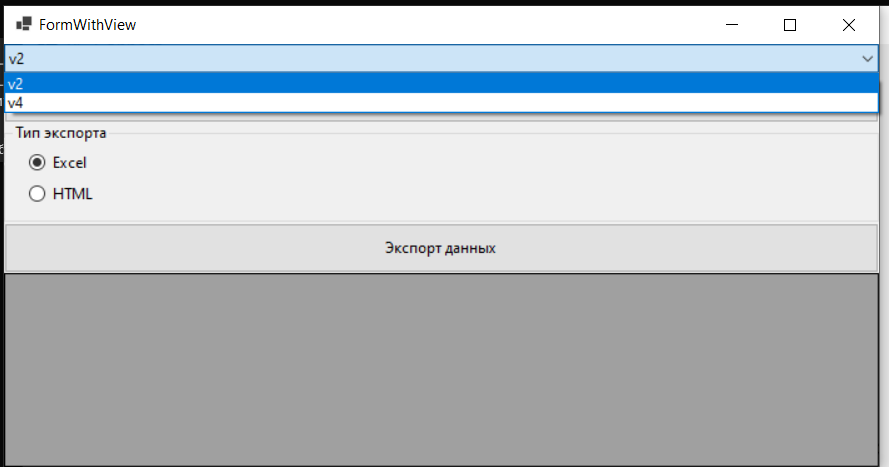 FormWithView
v2
v2
v4
Тип экспорта
Excel
HTML
Экспорт данных